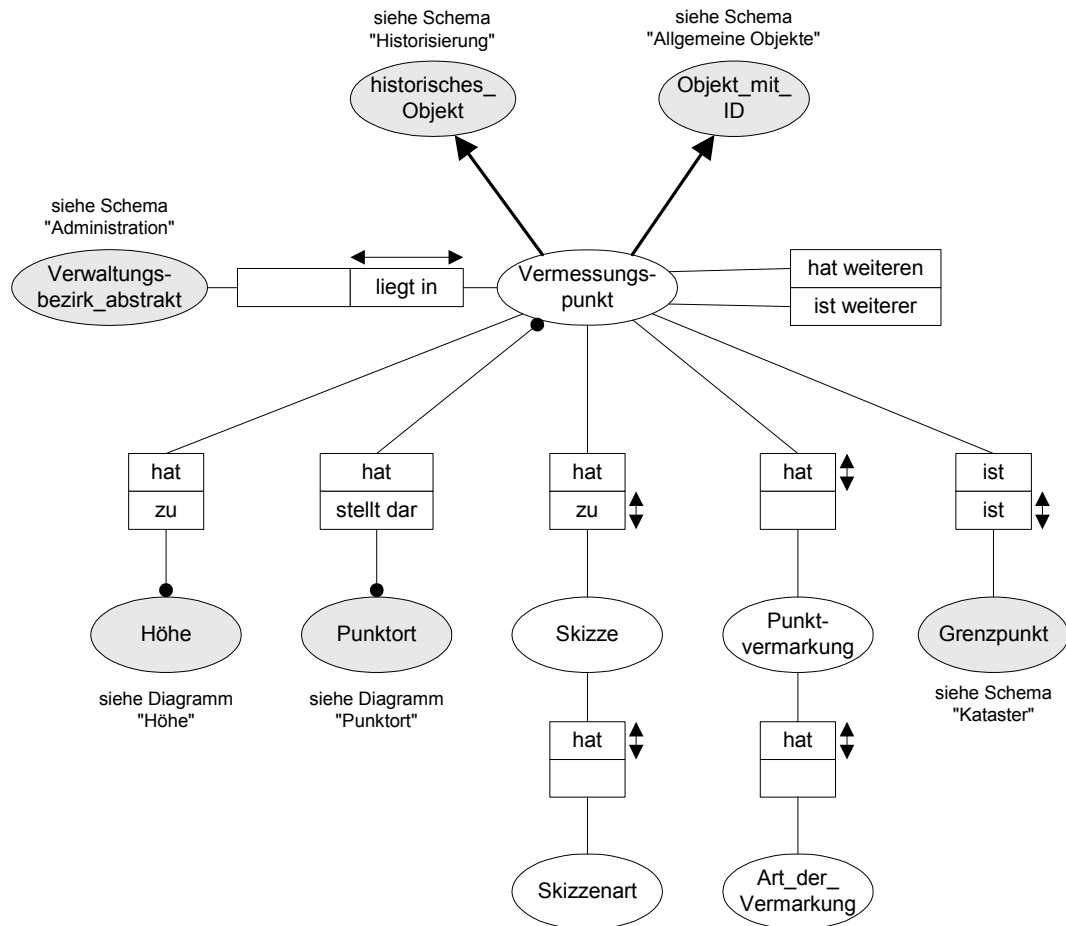 siehe Schema
"Historisierung"
historisches_
Objekt
siehe Schema
"Allgemeine Objekte"
Objekt_mit_
ID
siehe Schema
"Administration"
Verwaltungs-
bezirk_abstrakt
liegt in
Vermessungs-
punkt
hat weiteren
ist weiterer
hat
zu
hat
stellt dar
hat
zu
hat
ist
ist
Höhe
siehe Diagramm
"Höhe"
Punktort
siehe Diagramm
"Punktort"
Skizze
Punkt-
vermarkung
Grenzpunkt
siehe Schema
"Kataster"
hat
hat
Skizzenart
Art_der_
Vermarkung